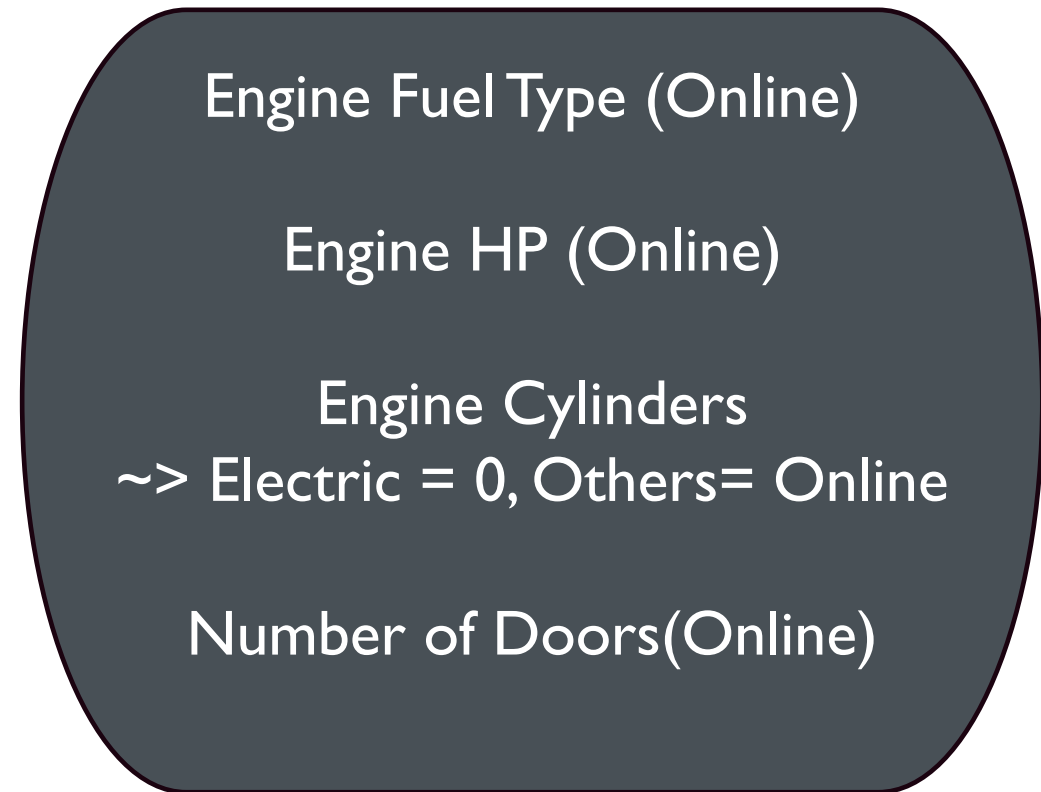 Engine Fuel Type (Online)
Engine HP (Online)
Engine Cylinders
~> Electric = 0, Others= Online
Number of Doors(Online)